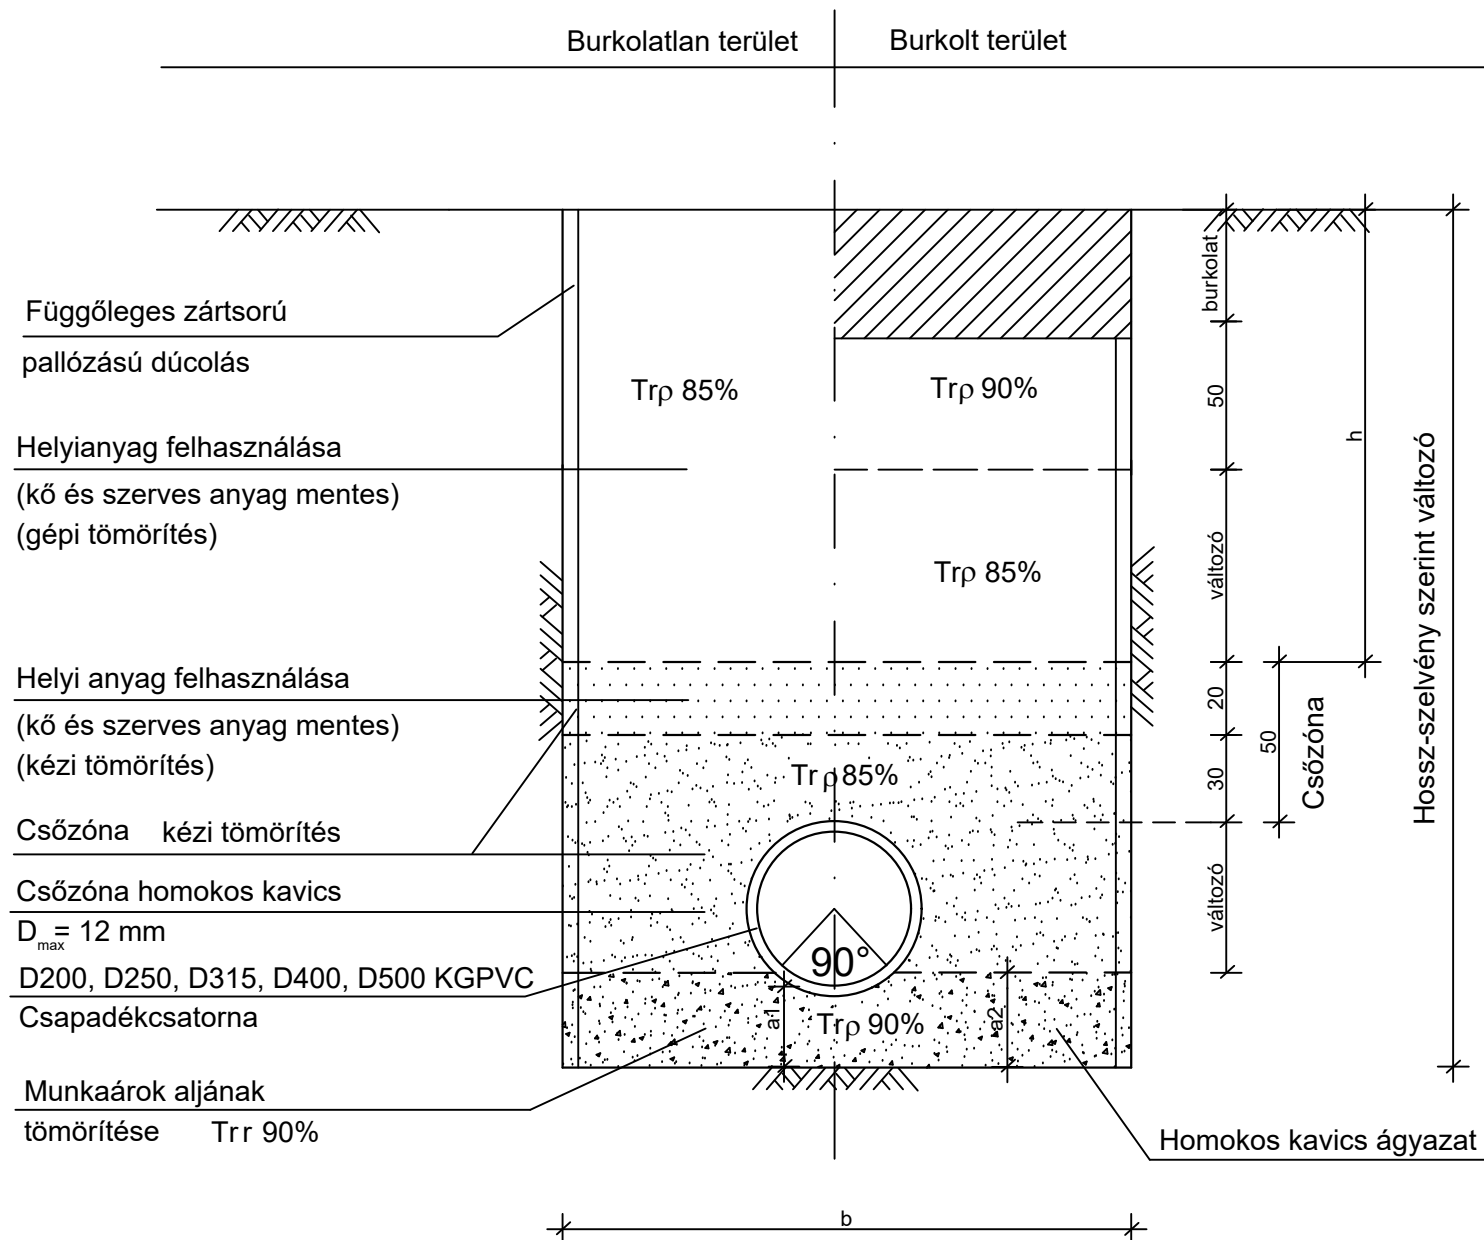 Burkolatlan terület
Burkolt terület
Függőleges zártsorú
pallózású dúcolás
Helyianyag felhasználása
(kő és szerves anyag mentes)
(gépi tömörítés)
Helyi anyag felhasználása
(kő és szerves anyag mentes)
(kézi tömörítés)
Csőzóna kézi tömörítés
Csőzóna homokos kavics
Dmax= 12 mm
D200, D250, D315, D400, D500 KGPVC
Csapadékcsatorna
Munkaárok aljának
tömörítése Trr 90%
Trρ 85%
Trρ 90%
Trρ 85%
Trρ85%
90°
a1
Trρ 90%
a2
burkolat
50
változó
20
30
változó
50
Csőzóna
h
Hossz-szelvény szerint változó
Homokos kavics ágyazat
b